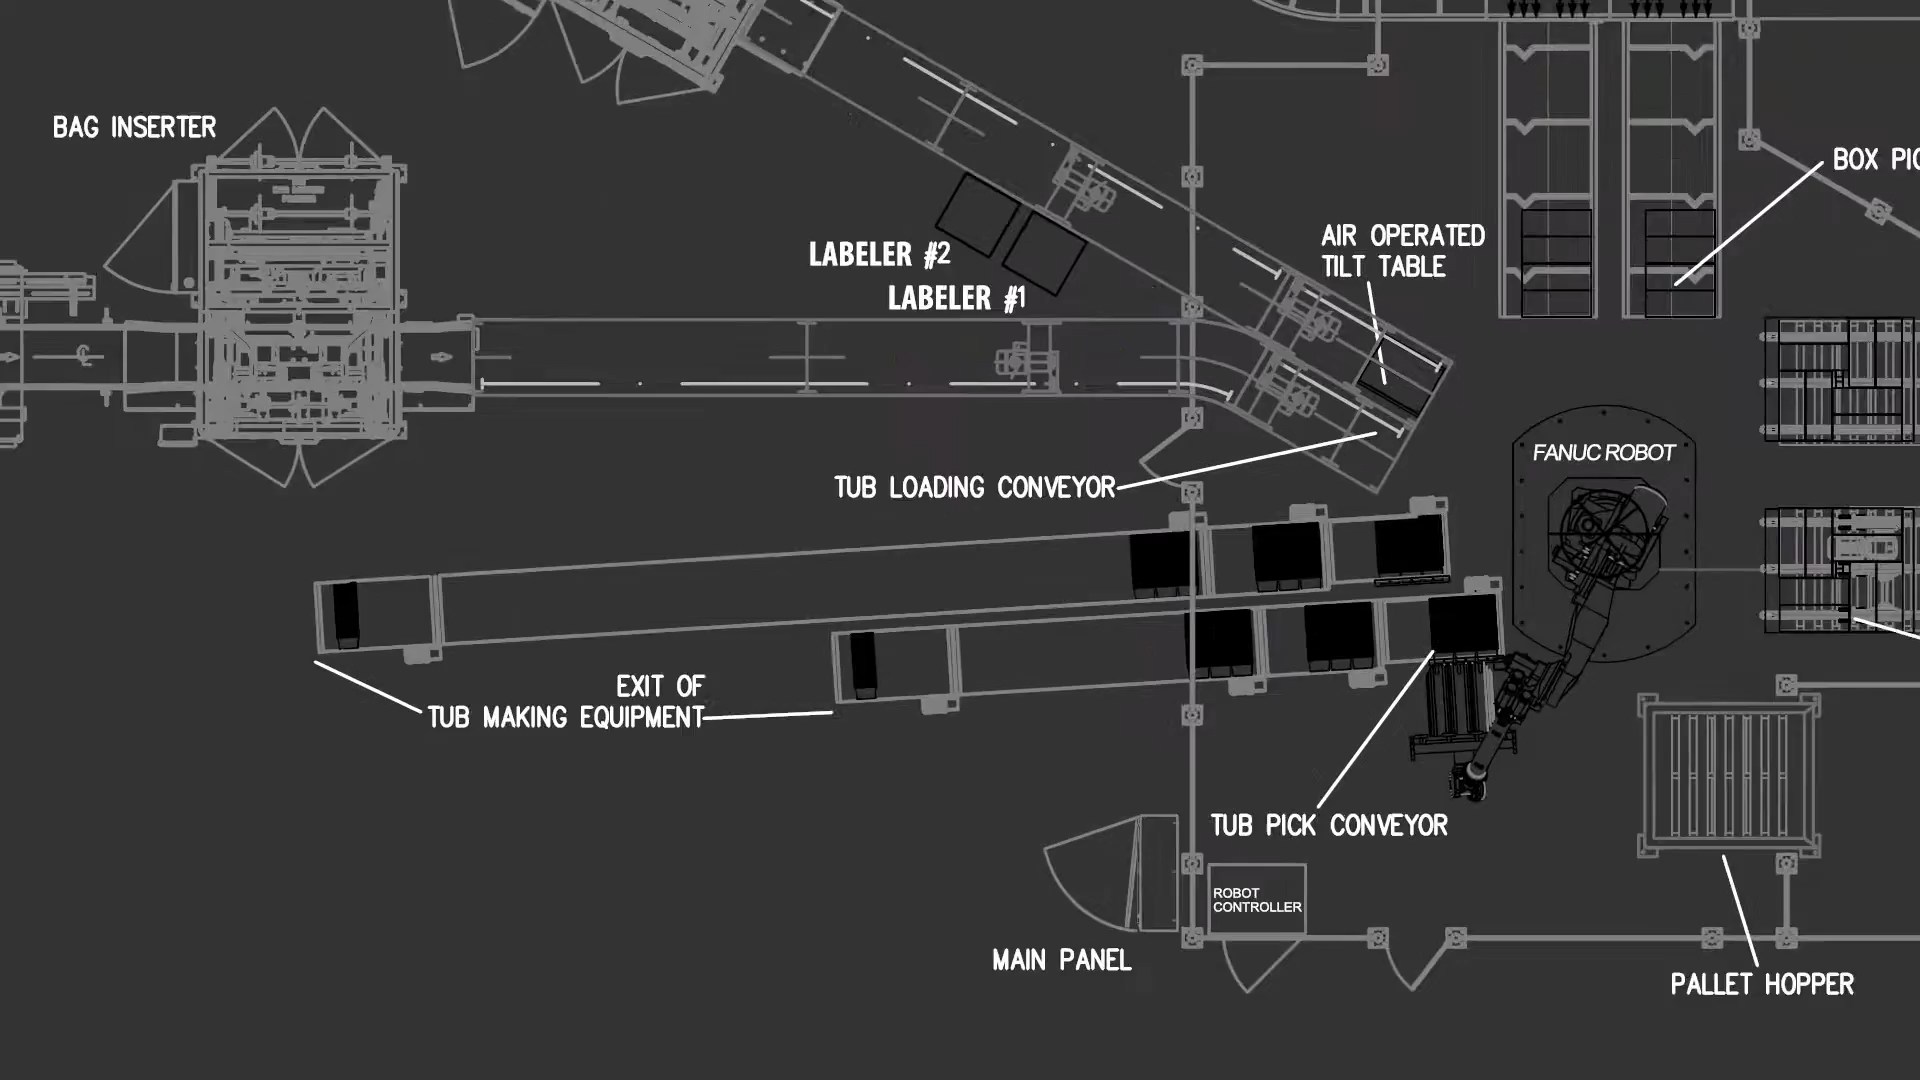 BAG INSERTER
BOX PIC
AIR OPERATED
TILT TABLE
LABELER #2
LABELER #1
FANUC ROBOT
TUB LOADING CONVEYOR
EXIT OF
TUB MAKING EQUIPMENT
TUB PICK CONVEYOR
ROBOT
CONTROLLER
MAIN PANEL
PALLET HOPPER